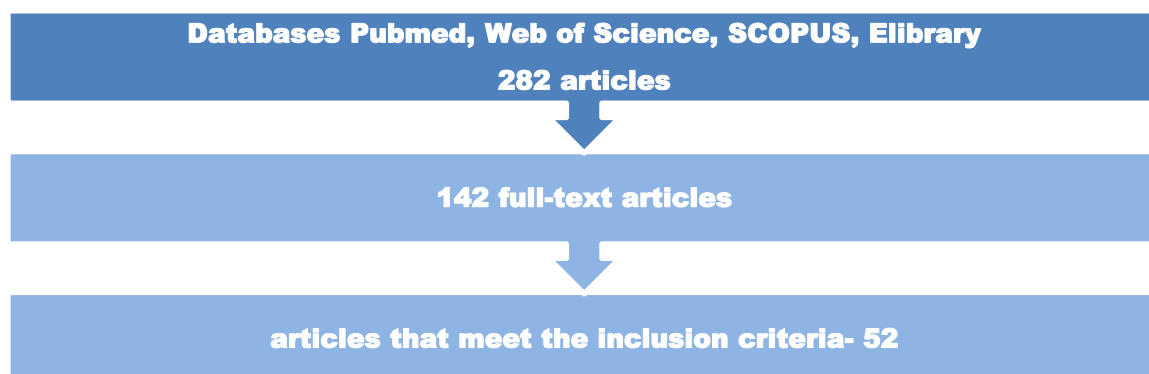 Databases Pubmed, Web of Science, SCOPUS, Elibrary
282 articles
142 full-text articles
articles that meet the inclusion criteria- 52